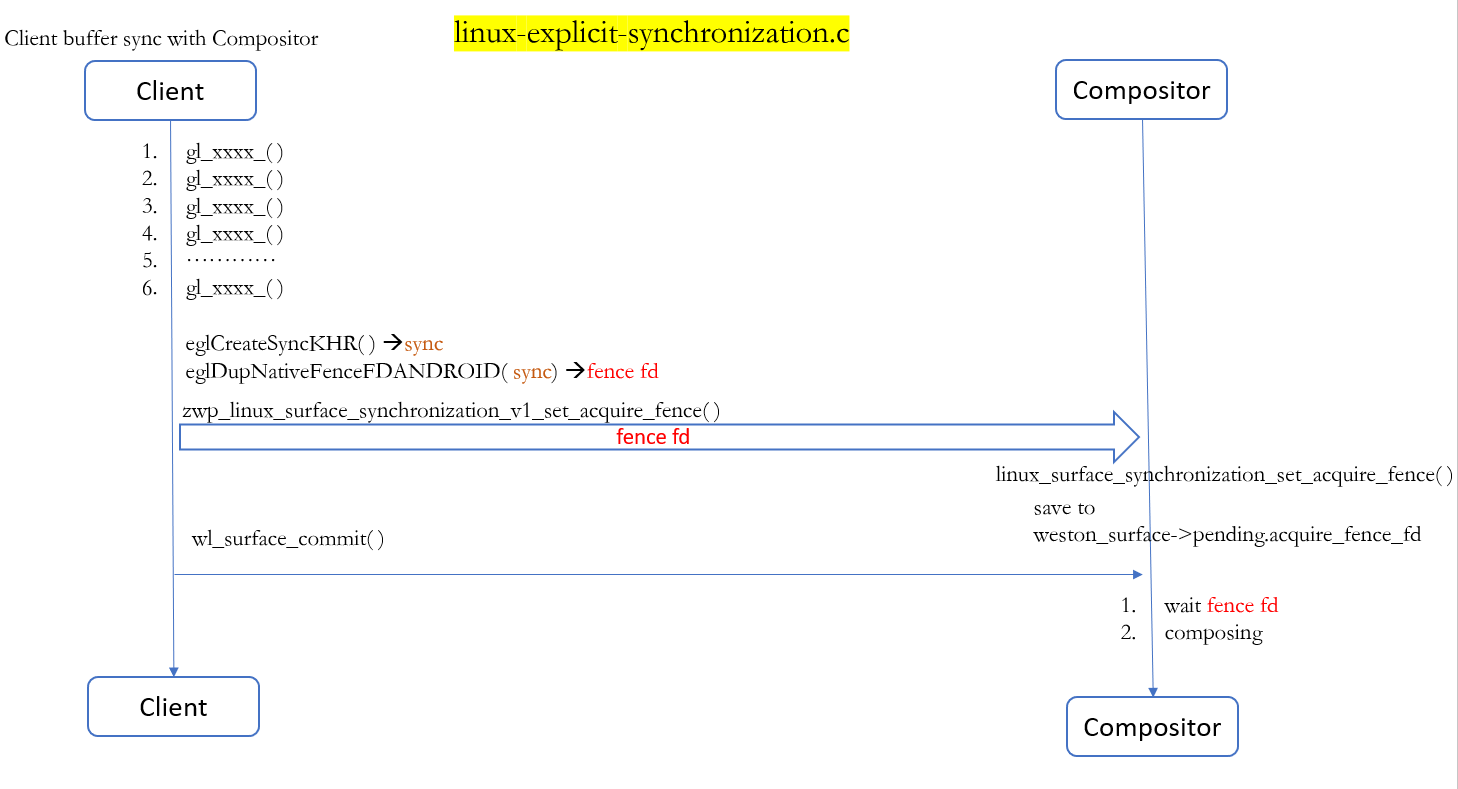 linux-explicit-synchronization.c
Client buffer sync with Compositor
Client
Compositor
1. gl_xxxx_()
2. gl_xxxx_()
3. gl_xxxx_()
4. gl_xxxx_()
5. …………
6. gl_xxxx_()
eglCreateSyncKHR() →sync
eglDupNativeFenceFDANDROID( sync) →fence fd
zwp_linux_surface_synchronization_v1_set_acquire_fence()
fence fd
linux_surface_synchronization_set_acquire_fence()
save to
weston_surface->pending.acquire_fence_fd
wl_surface_commit()
1. wait fence fd
2. composing
Client
Compositor